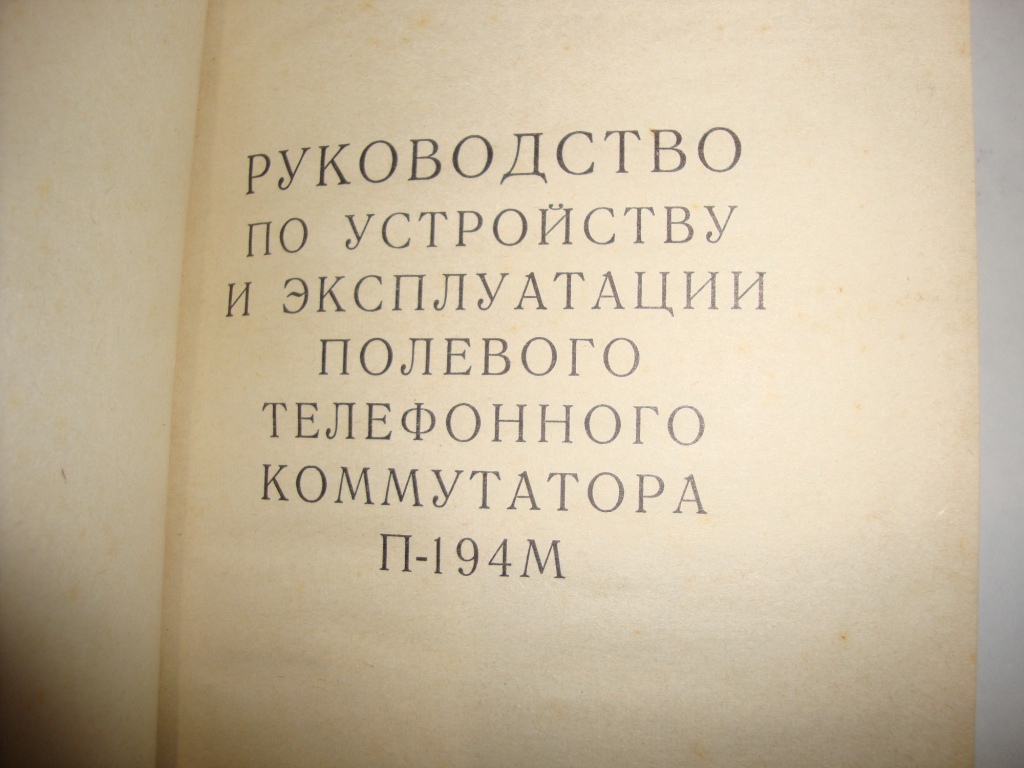 РУКОВОДСТВО
ПО УСТРОЙСТВУ
И ЭКСПЛУАТАЦИИ
ПОЛЕВОГО
ТЕЛЕФОННОГО
КОММУТАТОРА
П-194М